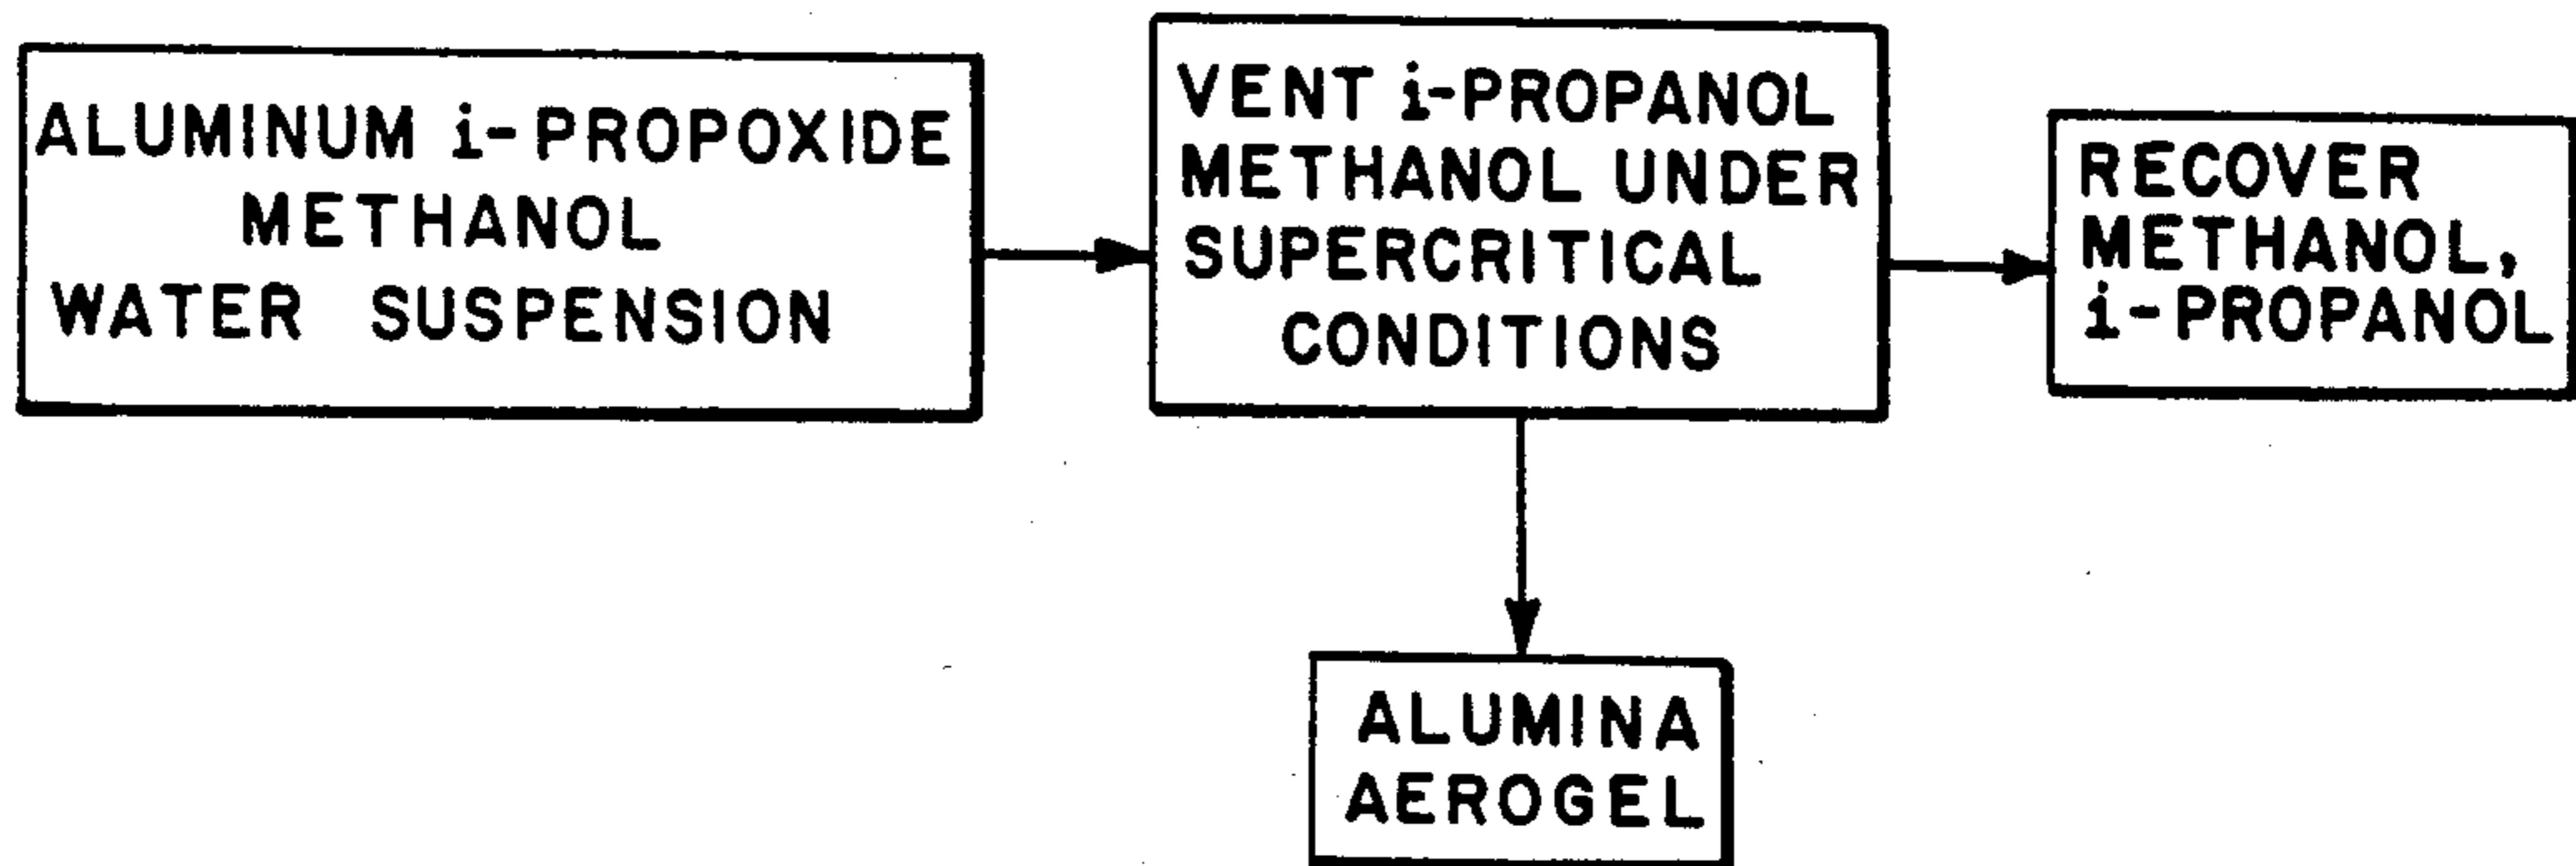 ALUMINUM i-PROPOXIDE
METHANOL
WATER SUSPENSION
VENT i-PROPANOL
METHANOL UNDER
SUPERCRITICAL
CONDITIONS
RECOVER
METHANOL,
i-PROPANOL
ALUMINA
AEROGEL